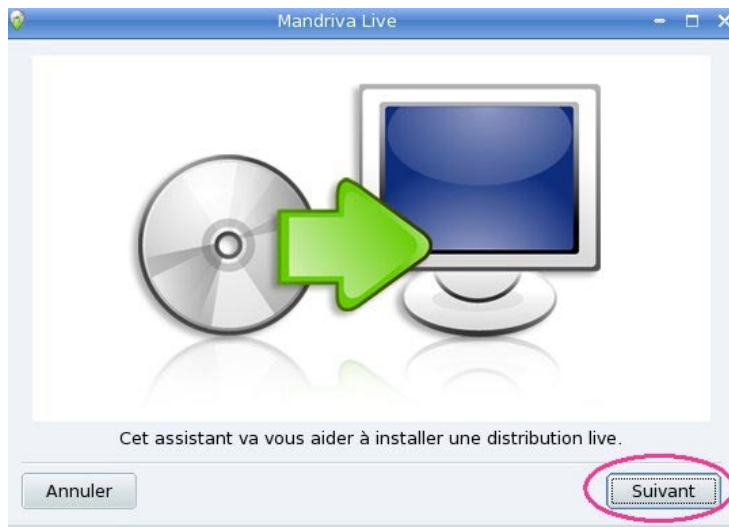 Mandriva Live
Cet assistant va vous aider à installer une distribution live.
Annuler
Suivant